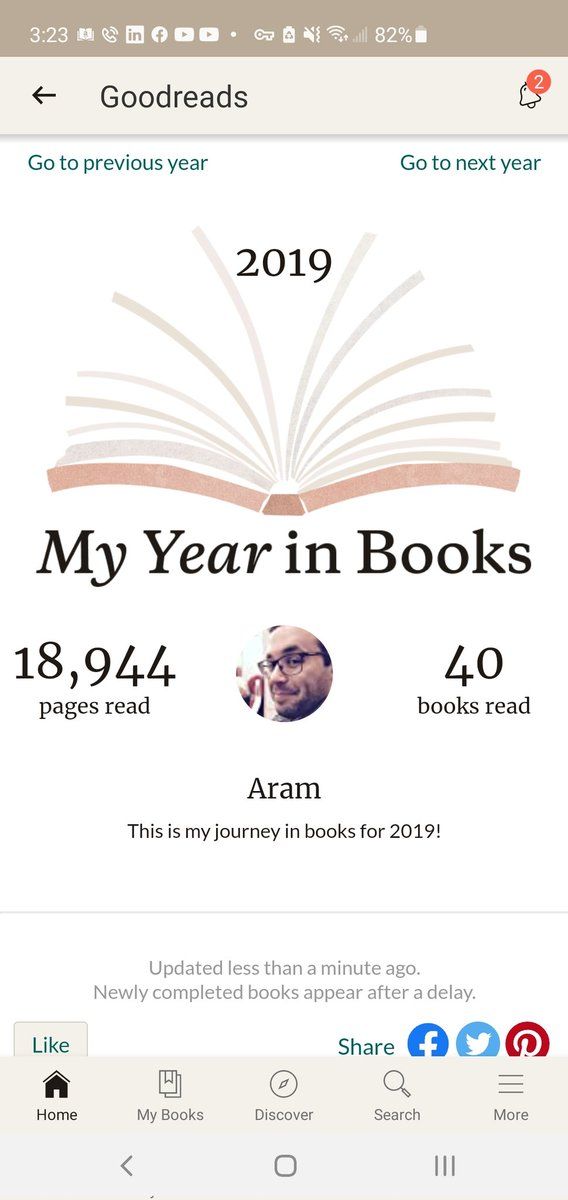 3:23
82%
Goodreads
2
Go to previous year
Go to next year
2019
My Year in Books
18,944
pages read
40
books read
Aram
This is my journey in books for 2019!
Updated less than a minute ago.
Newly completed books appear after a delay.
Like
Share
Home
My Books
Discover
Search
More